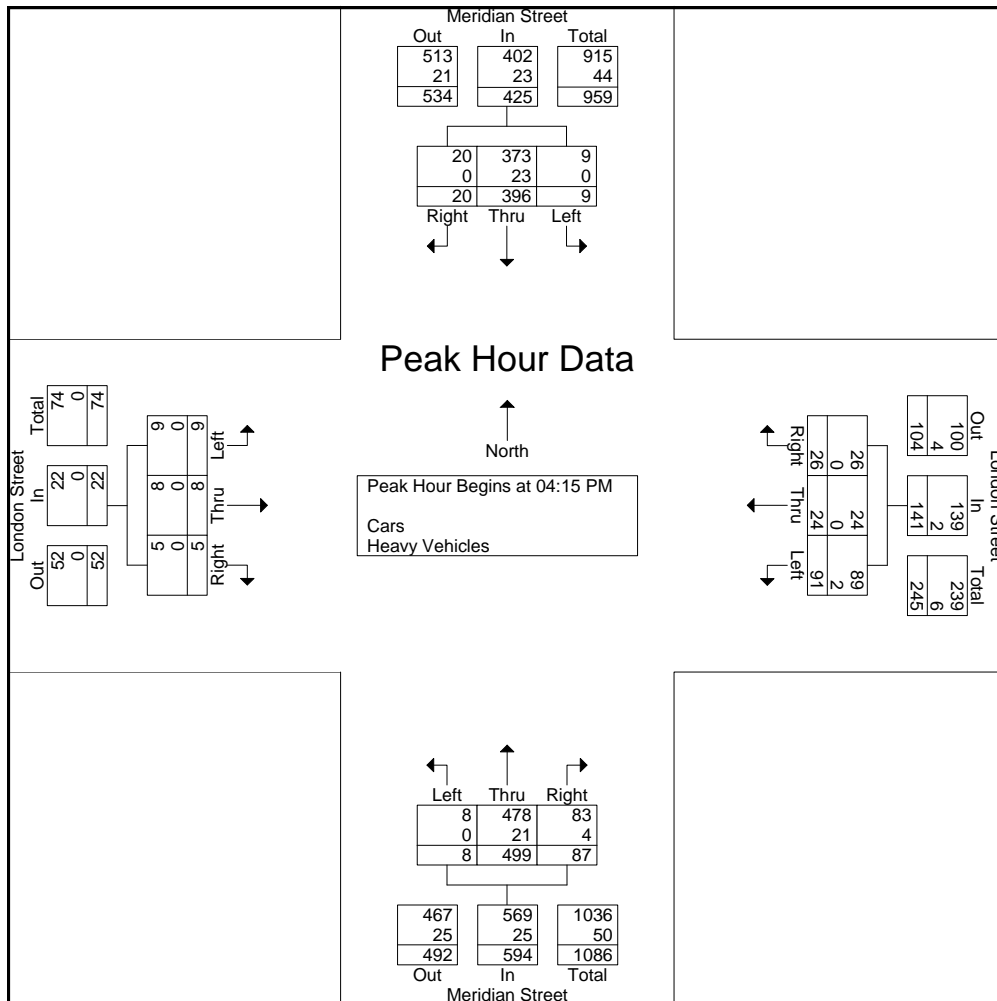 Meridian Street
Out In Total
513 402 915
21 23 44
534 425 959
20 373 9
0 23 0
20 396 9
Right Thru Left
Peak Hour Data
North
Peak Hour Begins at 04:15 PM
Cars
Heavy Vehicles
London Street
Total In Out
74 22 52
0 0 0
74 22 52
Left Thru Right
9 8 5
0 0 0
9 8 5
London Street
Out In Total
100 139 239
4 2 6
104 141 245
26 24 89
0 0 2
26 24 91
Right Thru Left
Left Thru Right
8 478 83
0 21 4
8 499 87
467 569 1036
25 25 50
492 594 1086
Out In Total
Meridian Street